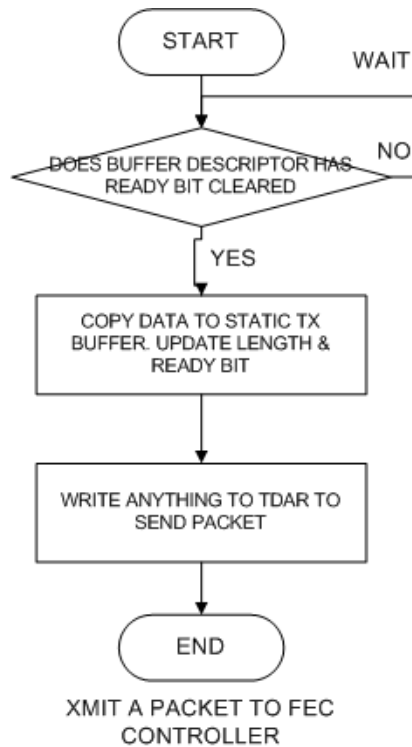 START
WAIT
DOES BUFFER DESCRIPTOR HAS
READY BIT CLEARED
NO
YES
COPY DATA TO STATIC TX
BUFFER. UPDATE LENGTH &
READY BIT
WRITE ANYTHING TO TDAR TO
SEND PACKET
END
XMIT A PACKET TO FEC
CONTROLLER